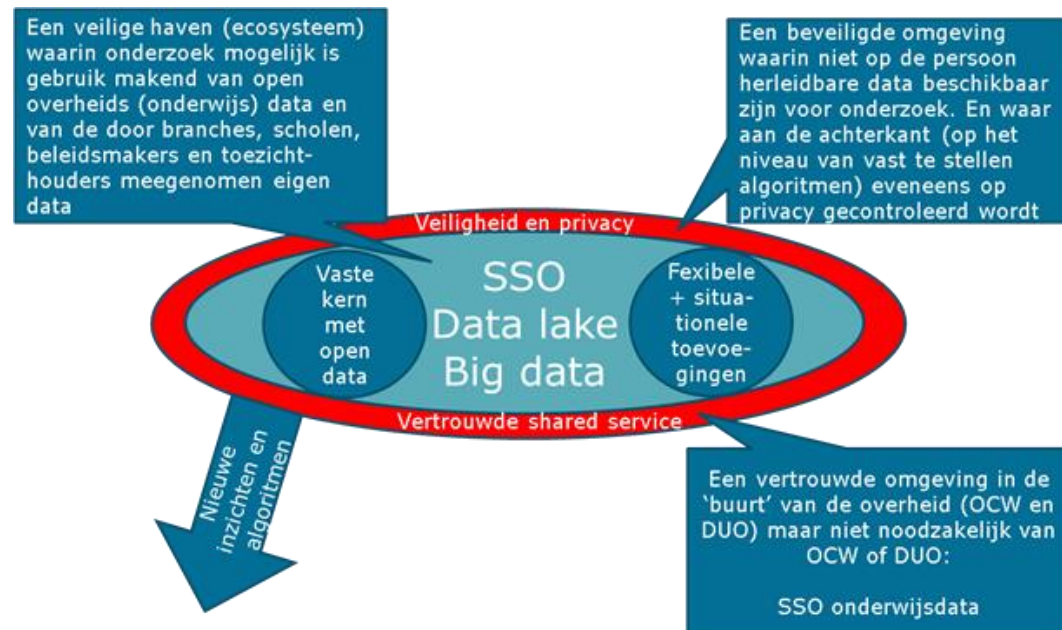 Een veilige haven (ecosysteem)
waarin onderzoek mogelijk is
gebruik makend van open
overheids (onderwijs) data en
van de door branches, scholen,
beleidsmakers en toezicht-
houders meegenomen eigen
data
Een beveiligde omgeving
waarin niet op de persoon
herleidbare data beschikbaar
zijn voor onderzoek. En waar
aan de achterkant (op het
niveau van vast te stellen
algoritmen) eveneens op
privacy gecontroleerd wordt
Veiligheid en privacy
Vaste
kern
met
open
data
SSO
Data lake
Big data
Fexibele
+ situa-
tionele
toevoe-
gingen
Vertrouwde shared service
Nieuwe
inzichten en
algoritmen
Een vertrouwde omgeving in de
‘buurt’ van de overheid (OCW en
DUO) maar niet noodzakelijk van
OCW of DUO:
SSO onderwijsdata